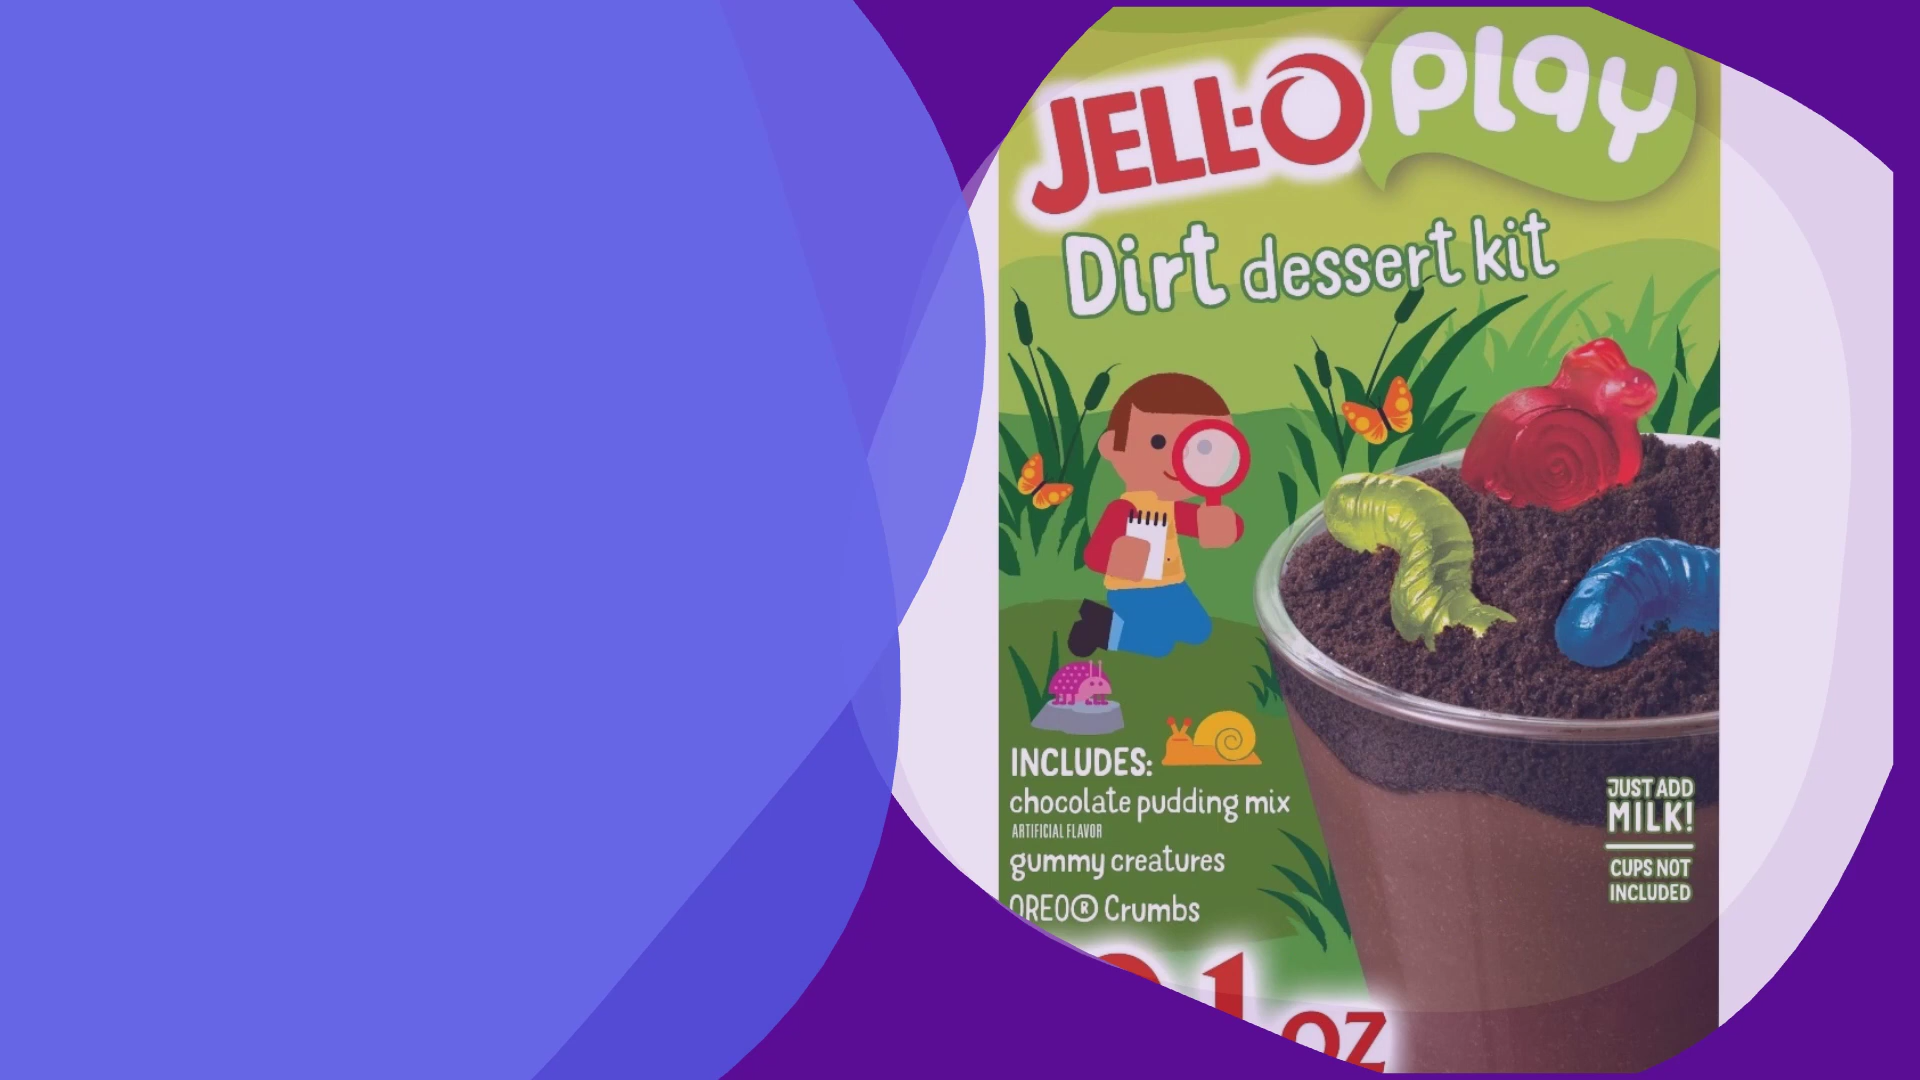 JELL-O play
Dirt dessert kit
INCLUDES:
chocolate pudding mix
ARTIFICIAL FLAVOR
gummy creatures
OREO® Crumbs
JUST ADD
MILK!
CUPS NOT
INCLUDED
oz